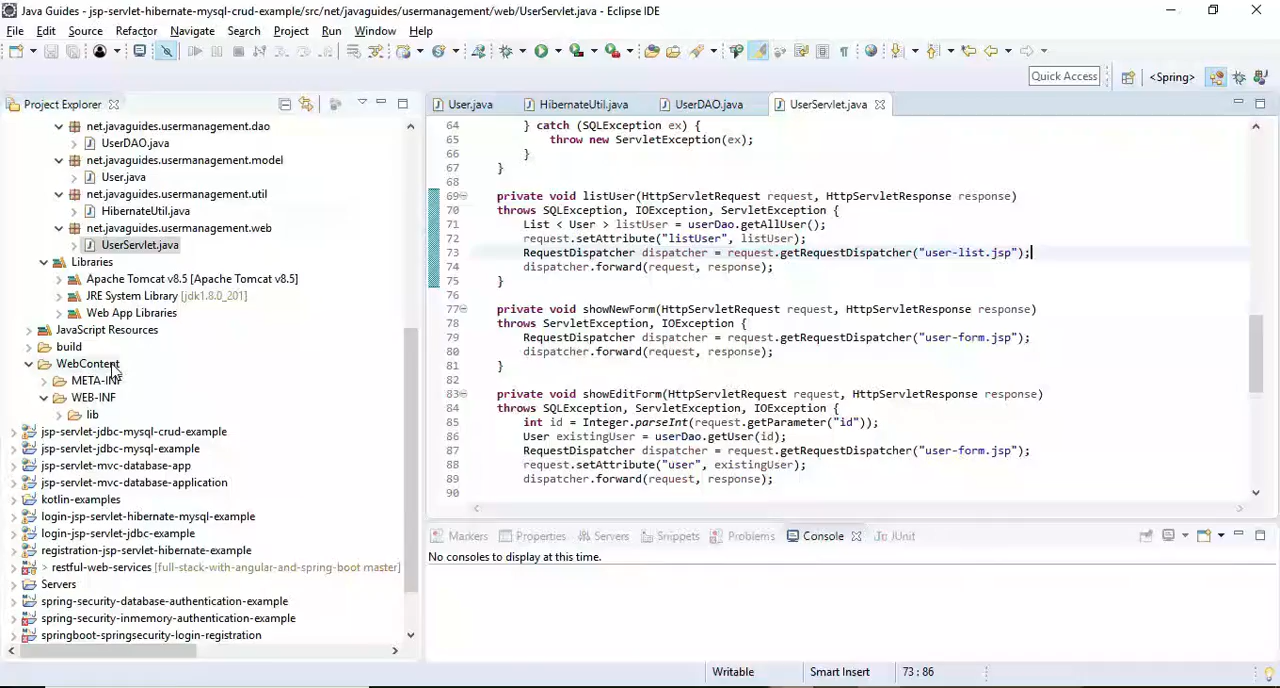 Java Guides - jsp-servlet-hibernate-mysql-crud-example/src/net/javaguides/usermanagement/web/UserServlet.java - Eclipse IDE
File Edit Source Refactor Navigate Search Project Run Window Help
Quick Access <Spring>
Project Explorer
net.javaguides.usermanagement.dao
UserDAO.java
net.javaguides.usermanagement.model
User.java
net.javaguides.usermanagement.util
HibernateUtil.java
net.javaguides.usermanagement.web
UserServlet.java
Libraries
Apache Tomcat v8.5 [Apache Tomcat v8.5]
JRE System Library [jdk1.8.0_201]
Web App Libraries
JavaScript Resources
build
WebContent
META-INF
WEB-INF
lib
jsp-servlet-jdbc-mysql-crud-example
jsp-servlet-jdbc-mysql-example
jsp-servlet-mvc-database-app
jsp-servlet-mvc-database-application
kotlin-examples
login-jsp-servlet-hibernate-mysql-example
login-jsp-servlet-jdbc-example
registration-jsp-servlet-hibernate-example
> restful-web-services [full-stack-with-angular-and-spring-boot master]
Servers
spring-security-database-authentication-example
spring-security-inmemory-authentication-example
springboot-springsecurity-login-registration
User.java HibernateUtil.java UserDAO.java UserServlet.java
64 } catch (SQLException ex) {
65 throw new ServletException(ex);
66 }
67 }
68
69 private void listUser(HttpServletRequest request, HttpServletResponse response)
70 throws SQLException, IOException, ServletException {
71 List < User > listUser = userDao.getAllUser();
72 request.setAttribute("listUser", listUser);
73 RequestDispatcher dispatcher = request.getRequestDispatcher("user-list.jsp");
74 dispatcher.forward(request, response);
75 }
76
77 private void showNewForm(HttpServletRequest request, HttpServletResponse response)
78 throws ServletException, IOException {
79 RequestDispatcher dispatcher = request.getRequestDispatcher("user-form.jsp");
80 dispatcher.forward(request, response);
81 }
82
83 private void showEditForm(HttpServletRequest request, HttpServletResponse response)
84 throws SQLException, ServletException, IOException {
85 int id = Integer.parseInt(request.getParameter("id"));
86 User existingUser = userDao.getUser(id);
87 RequestDispatcher dispatcher = request.getRequestDispatcher("user-form.jsp");
88 request.setAttribute("user", existingUser);
89 dispatcher.forward(request, response);
90
Markers Properties Servers Snippets Problems Console JUnit
No consoles to display at this time.
Writable Smart Insert 73 : 86